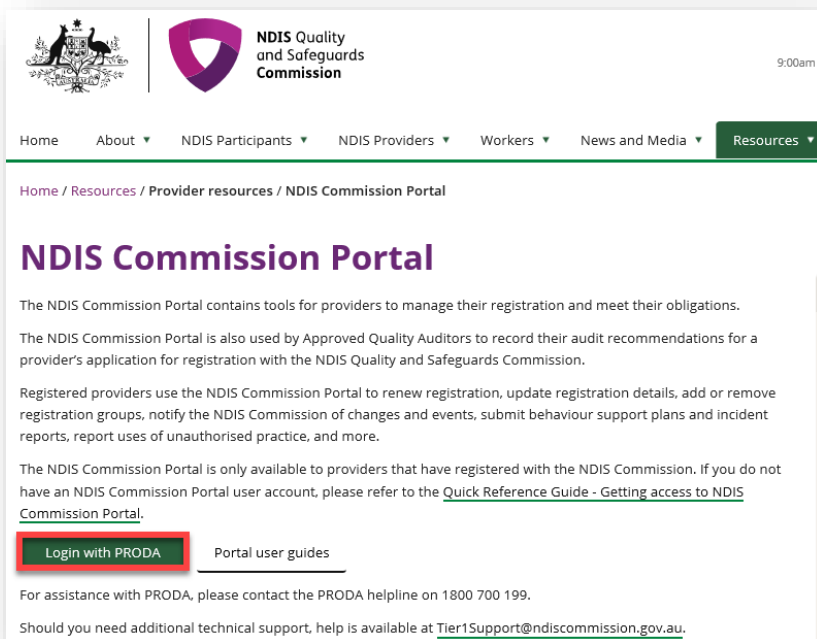 NDIS Quality
and Safeguards
Commission
9:00am
Home About NDIS Participants NDIS Providers Workers News and Media Resources
Home / Resources / Provider resources / NDIS Commission Portal
NDIS Commission Portal
The NDIS Commission Portal contains tools for providers to manage their registration and meet their obligations.
The NDIS Commission Portal is also used by Approved Quality Auditors to record their audit recommendations for a
provider's application for registration with the NDIS Quality and Safeguards Commission.
Registered providers use the NDIS Commission Portal to renew registration, update registration details, add or remove
registration groups, notify the NDIS Commission of changes and events, submit behaviour support plans and incident
reports, report uses of unauthorised practice, and more.
The NDIS Commission Portal is only available to providers that have registered with the NDIS Commission. If you do not
have an NDIS Commission Portal user account, please refer to the Quick Reference Guide - Getting access to NDIS
Commission Portal.
Login with PRODA Portal user guides
For assistance with PRODA, please contact the PRODA helpline on 1800 700 199.
Should you need additional technical support, help is available at Tier1Support@ndiscommission.gov.au.